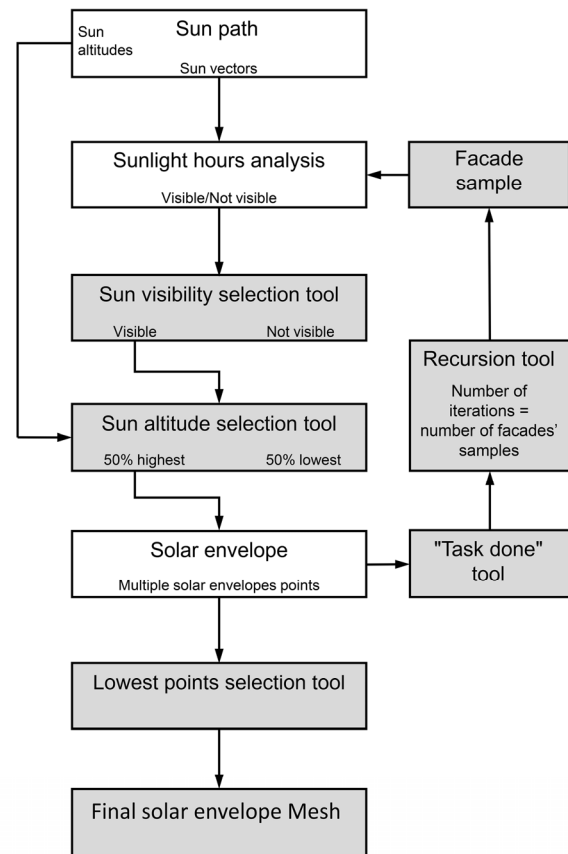 Sun path
Sun
altitudes
Sun vectors
Sunlight hours analysis
Visible/Not visible
Facade
sample
Sun visibility selection tool
Visible Not visible
Recursion tool
Number of
iterations =
number of facades'
samples
Sun altitude selection tool
50% highest 50% lowest
Solar envelope
Multiple solar envelopes points
"Task done"
tool
Lowest points selection tool
Final solar envelope Mesh